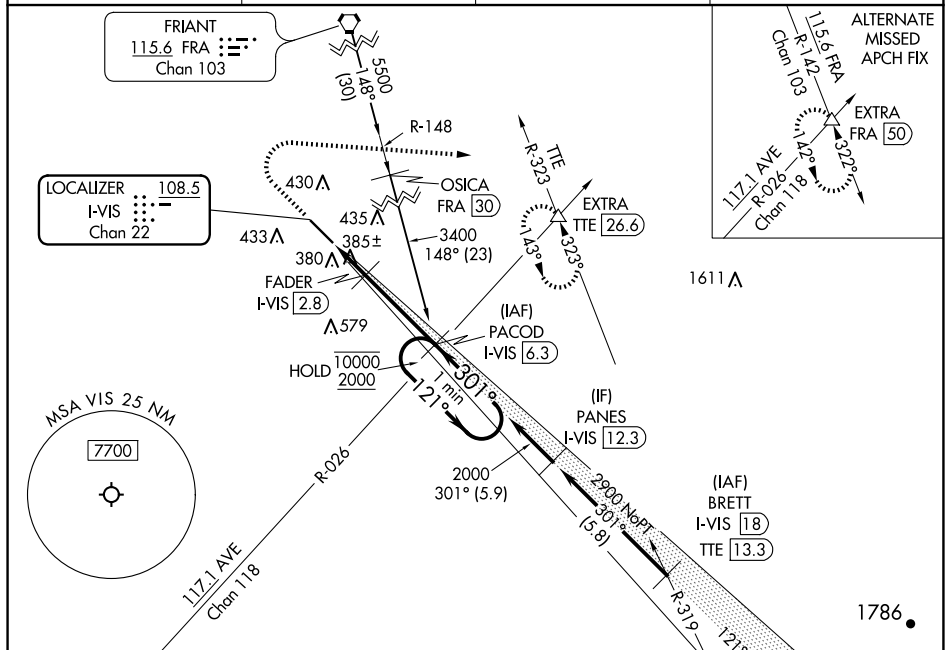 FRIANT
115.6 FRA
Chan 103
5500
148°
(30)
R-148
OSICA
FRA 30
3400
148° (23)
LOCALIZER 108.5
I-VIS
Chan 22
430
435
433
385±
380
579
FADER
I-VIS 2.8
TTE
R-323
EXTRA
TTE 26.6
143°
323°
ALTERNATE
MISSED
APCH FIX
115.6 FRA
R-142
Chan 103
EXTRA
FRA 50
142°
322°
117.1 AVE
R-026
Chan 118
1611
(IAF)
PACOD
I-VIS 6.3
HOLD 10000
2000
1 min
301°
121°
(IF)
PANES
I-VIS 12.3
2000
301° (5.9)
2900 NoPT
301°
(5.8)
(IAF)
BRETT
I-VIS 18
TTE 13.3
R-319
121°
1786
MSA VIS 25 NM
7700
R-026
117.1 AVE
Chan 118